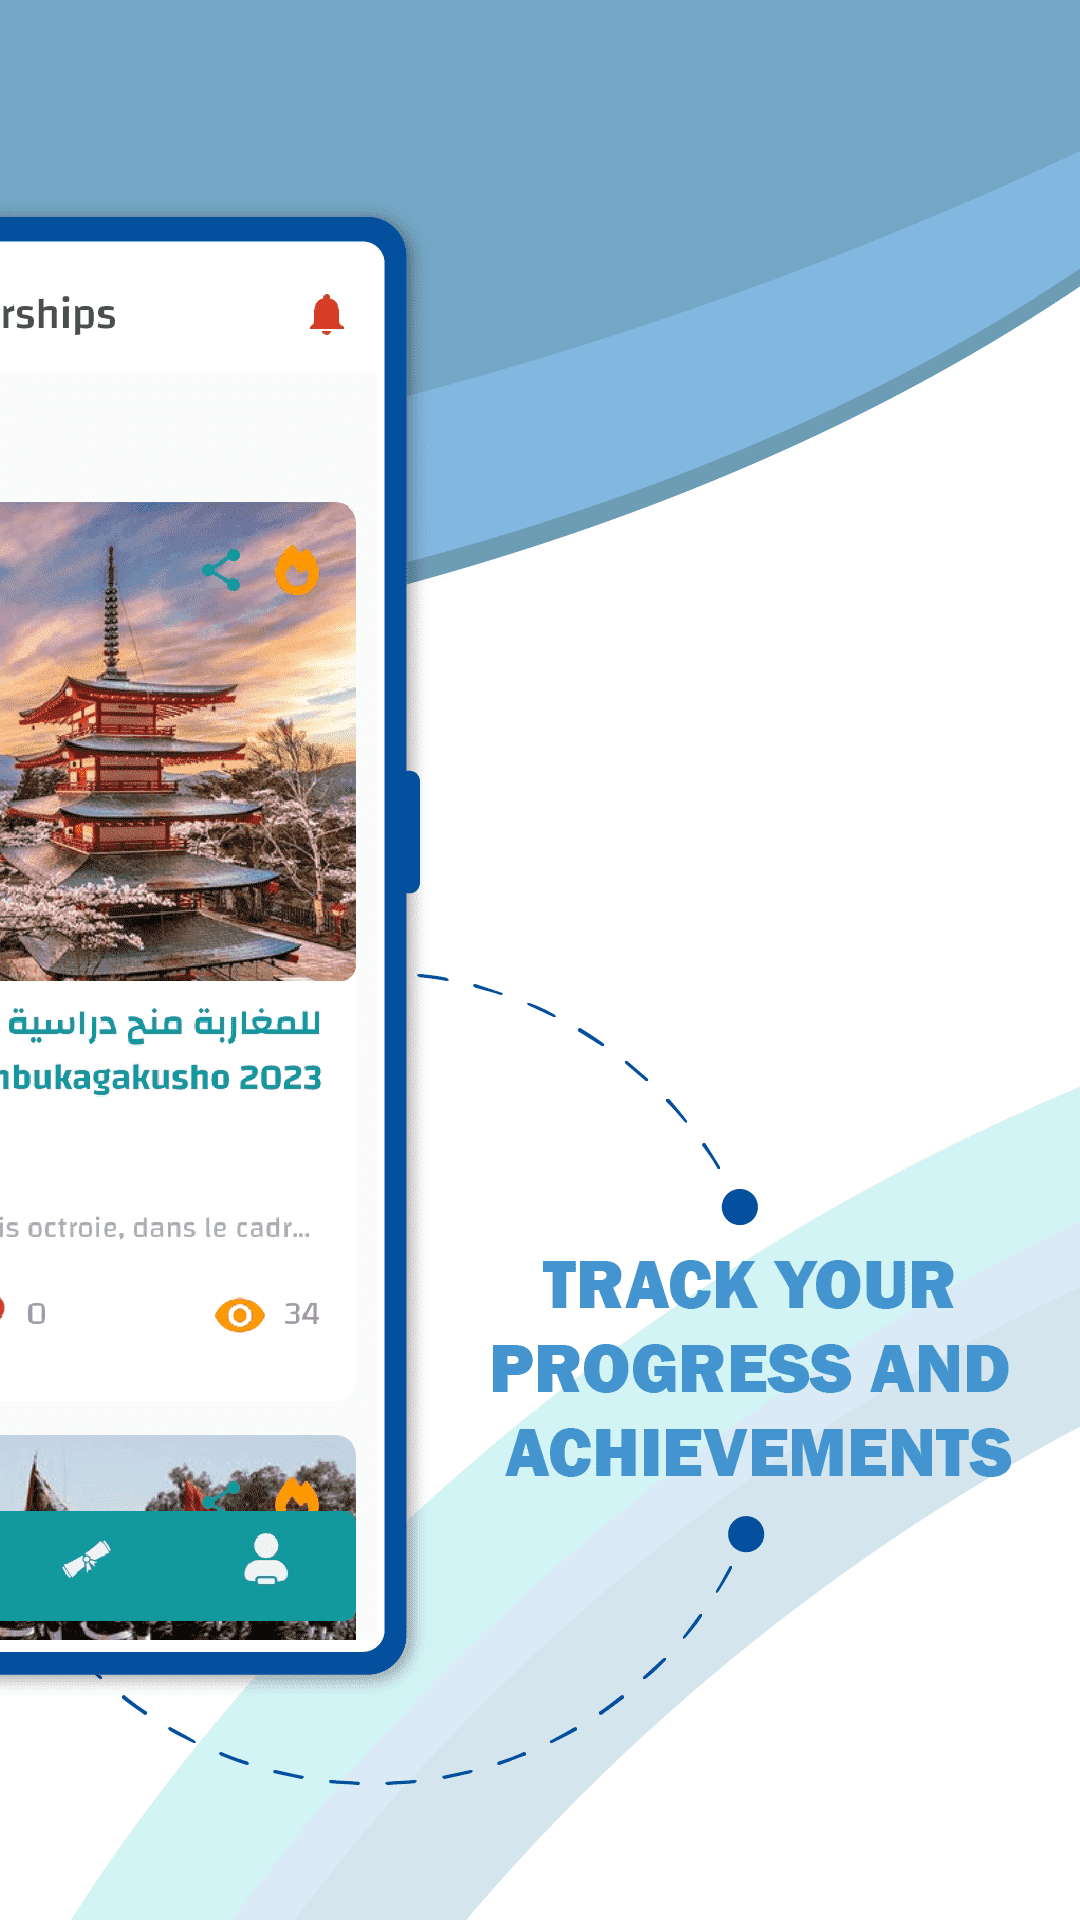 rships
للمغاربة منح دراسية
nbukagakusho 2023
is octroie, dans le cadr...
0
34
TRACK YOUR
PROGRESS AND
ACHIEVEMENTS